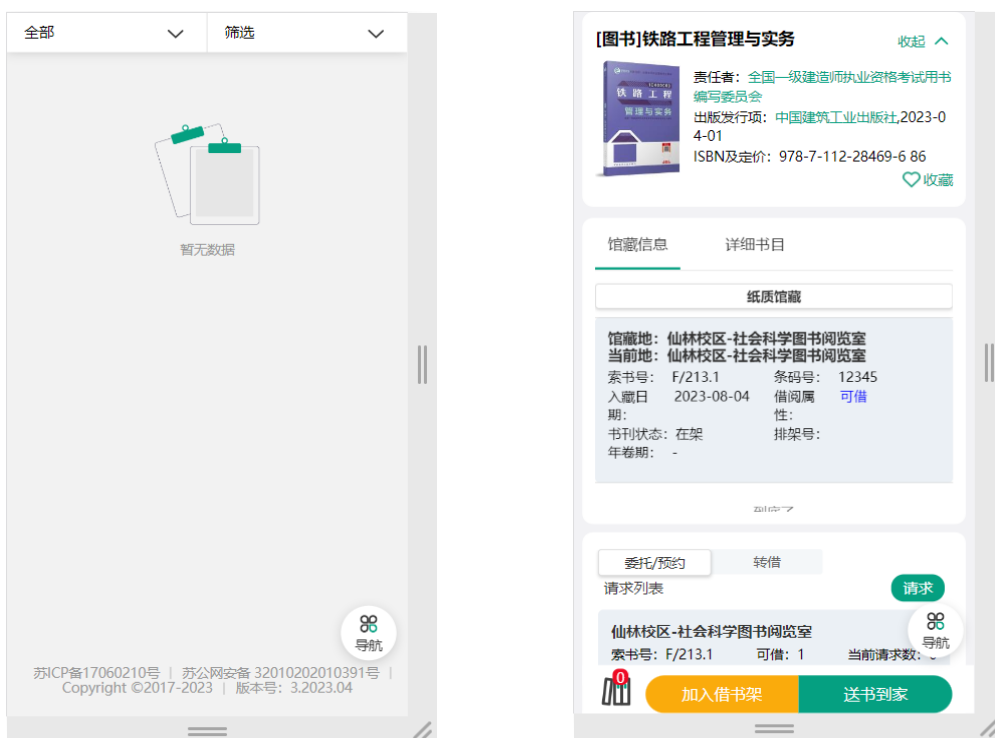 全部
筛选
暂无数据
导航
苏ICP备17060210号 | 苏公网安备 32010202010391号 |
Copyright ©2017-2023 | 版本号：3.2023.04
[图书]铁路工程管理与实务
收起
铁路工程
管理与实务
责任者：全国一级建造师执业资格考试用书
编写委员会
出版发行项：中国建筑工业出版社,2023-0
4-01
ISBN及定价：978-7-112-28469-6 86
收藏
馆藏信息
详细书目
纸质馆藏
馆藏地：仙林校区-社会科学图书阅览室
当前地：仙林校区-社会科学图书阅览室
索书号： F/213.1 条码号： 12345
入藏日期： 2023-08-04 借阅属性： 可借
书刊状态：在架 排架号：
年卷期： -
到底了
委托/预约
转借
请求列表
请求
仙林校区-社会科学图书阅览室
导航
索书号：F/213.1 可借：1 当前请求数：0
0
加入借书架
送书到家